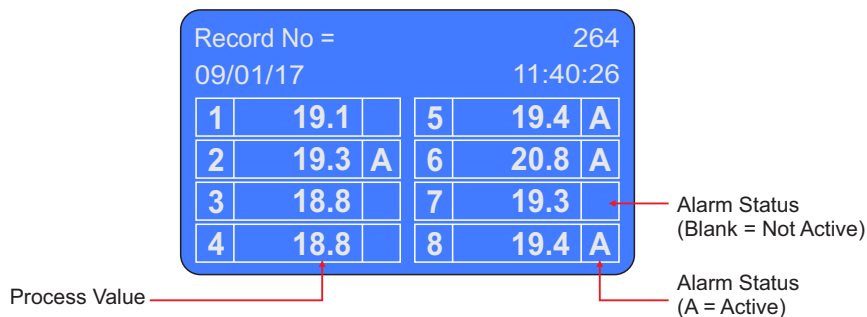 Record No = 264
09/01/17 11:40:26
1 19.1 5 19.4 A
2 19.3 A 6 20.8 A
3 18.8 7 19.3
4 18.8 8 19.4 A
Alarm Status
(Blank = Not Active)
Process Value
Alarm Status
(A = Active)